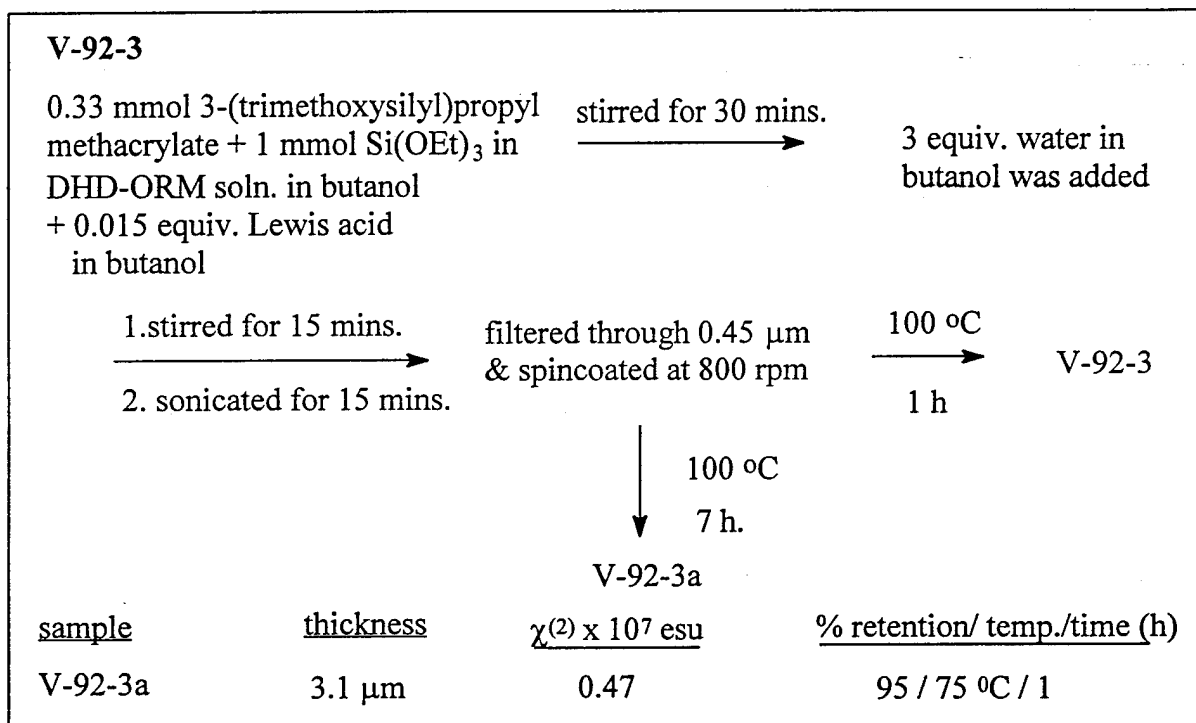 V-92-3
0.33 mmol 3-(trimethoxysilyl)propyl
methacrylate + 1 mmol Si(OEt)₃ in
DHD-ORM soln. in butanol
+ 0.015 equiv. Lewis acid
in butanol
stirred for 30 mins.
3 equiv. water in
butanol was added
1.stirred for 15 mins.
2. sonicated for 15 mins.
filtered through 0.45 μm
& spincoated at 800 rpm
100 ºC
1 h
V-92-3
100 ºC
7 h.
V-92-3a
sample thickness χ⁽²⁾ x 10⁷ esu % retention/ temp./time (h)
V-92-3a 3.1 μm 0.47 95 / 75 ºC / 1